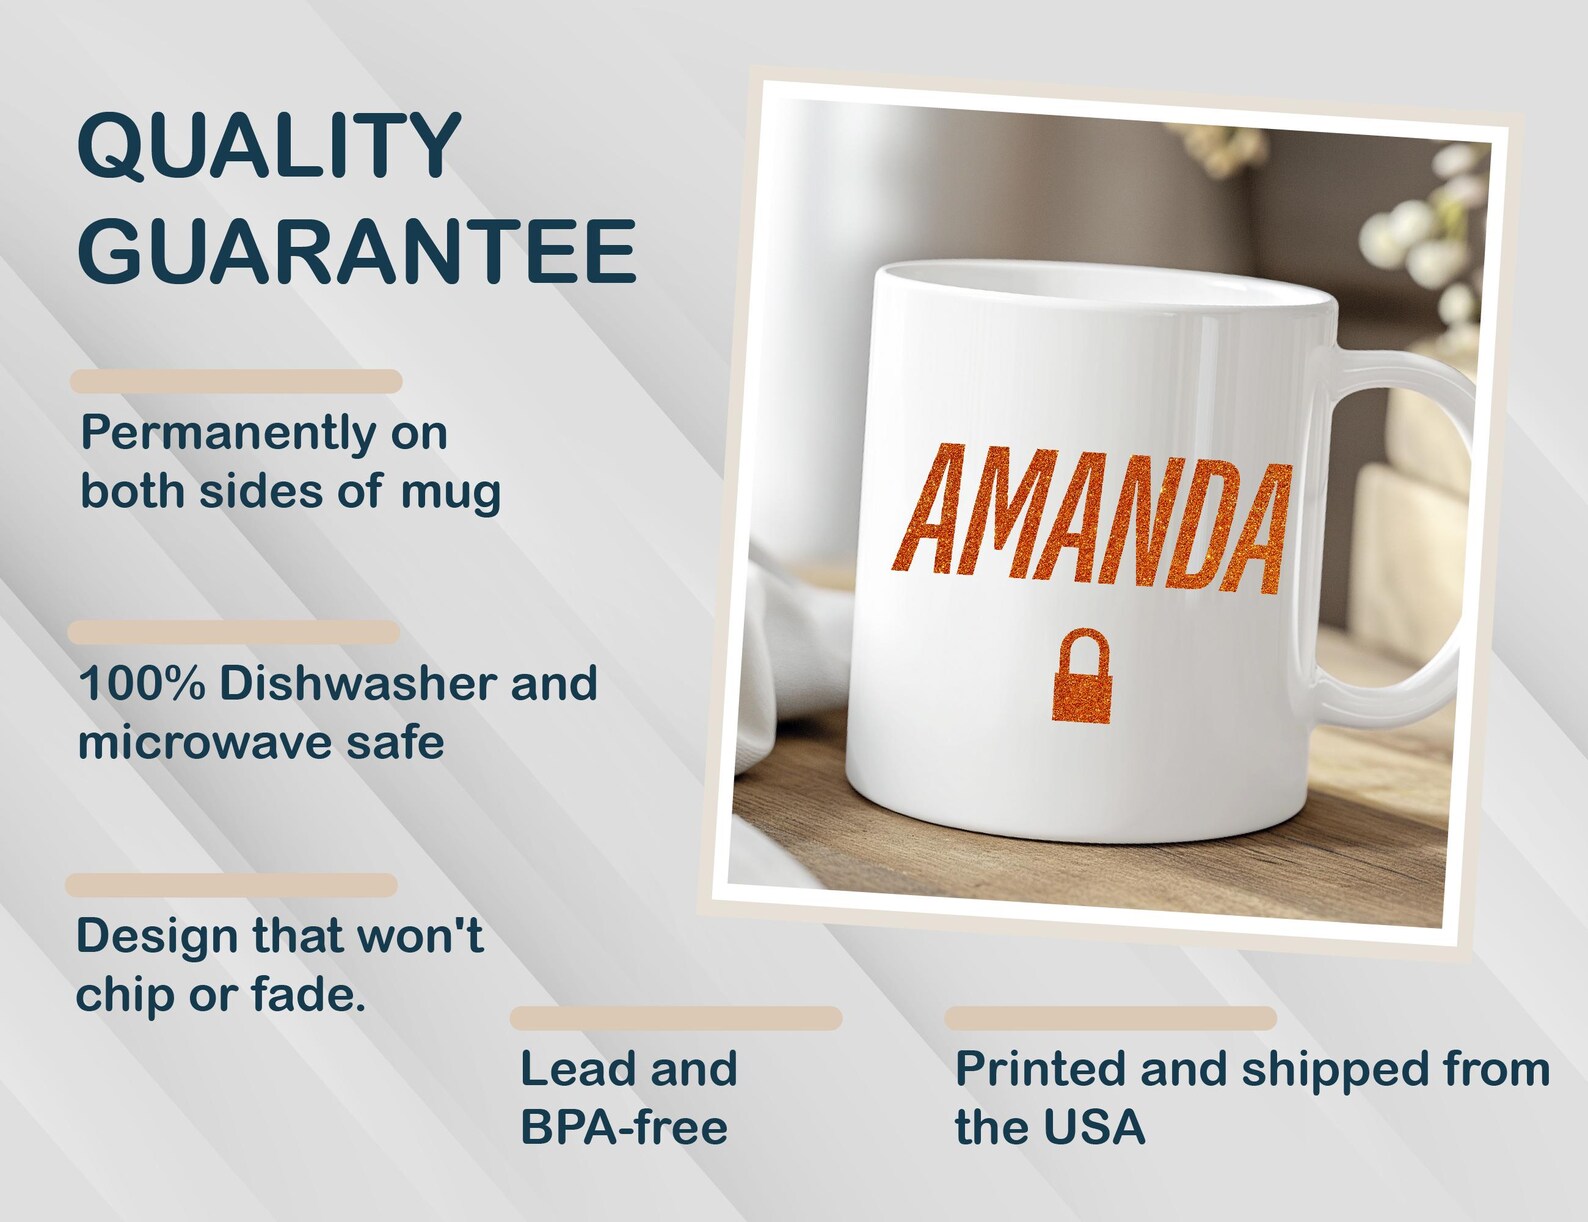 QUALITY
GUARANTEE
Permanently on
both sides of mug
100% Dishwasher and
microwave safe
Design that won't
chip or fade.
Lead and
BPA-free
Printed and shipped from
the USA
AMANDA